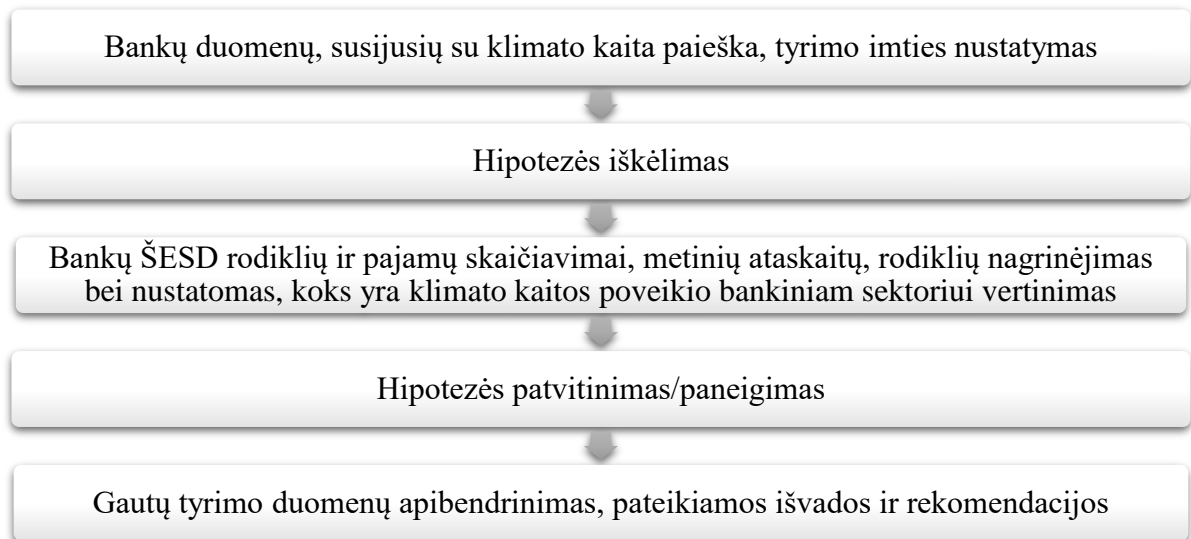 Bankų duomenų, susijusių su klimato kaita paieška, tyrimo imties nustatymas
Hipotezės iškėlimas
Bankų ŠESD rodiklių ir pajamų skaičiavimai, metinių ataskaitų, rodiklių nagrinėjimas
bei nustatomas, koks yra klimato kaitos poveikio bankiniam sektoriui vertinimas
Hipotezės patvitinimas/paneigimas
Gautų tyrimo duomenų apibendrinimas, pateikiamos išvados ir rekomendacijos